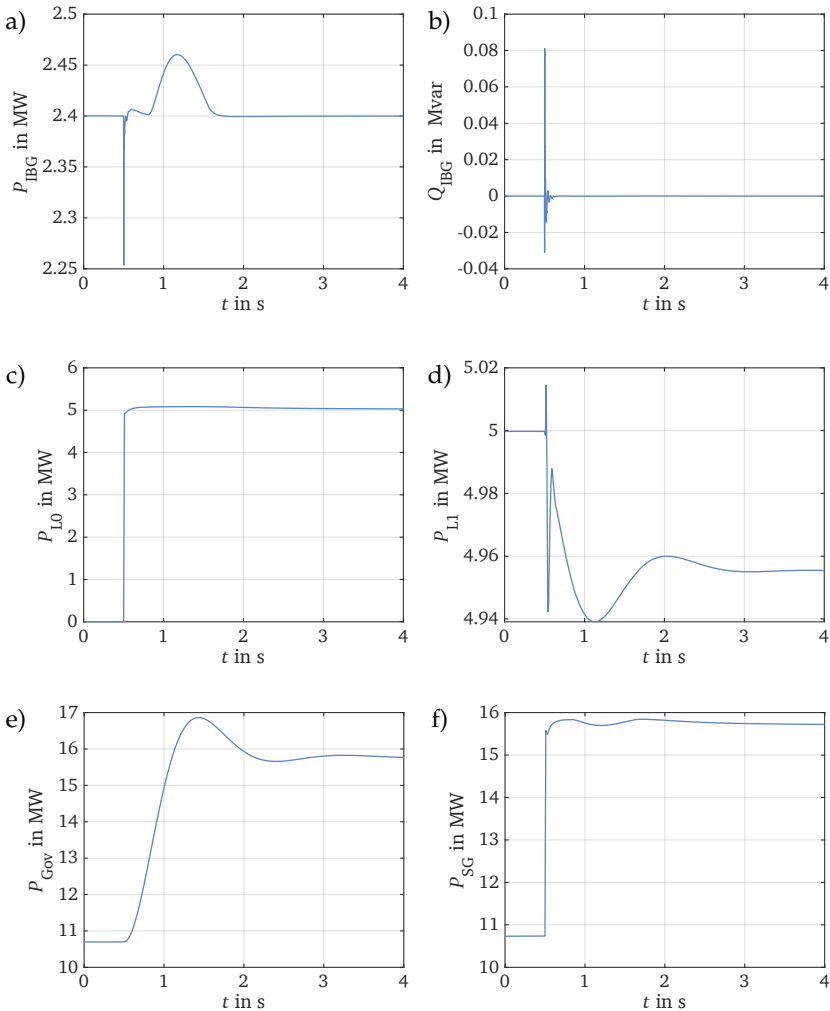 a)
2.5
2.45
2.4
2.35
2.3
2.25
P_IBG in MW
0 1 2 3 4
t in s
b)
0.1
0.08
0.06
0.04
0.02
0
-0.02
-0.04
Q_IBG in Mvar
0 1 2 3 4
t in s
c)
6
5
4
3
2
1
0
P_L0 in MW
0 1 2 3 4
t in s
d)
5.02
5
4.98
4.96
4.94
P_L1 in MW
0 1 2 3 4
t in s
e)
17
16
15
14
13
12
11
10
P_Gov in MW
0 1 2 3 4
t in s
f)
16
15
14
13
12
11
10
P_SG in MW
0 1 2 3 4
t in s